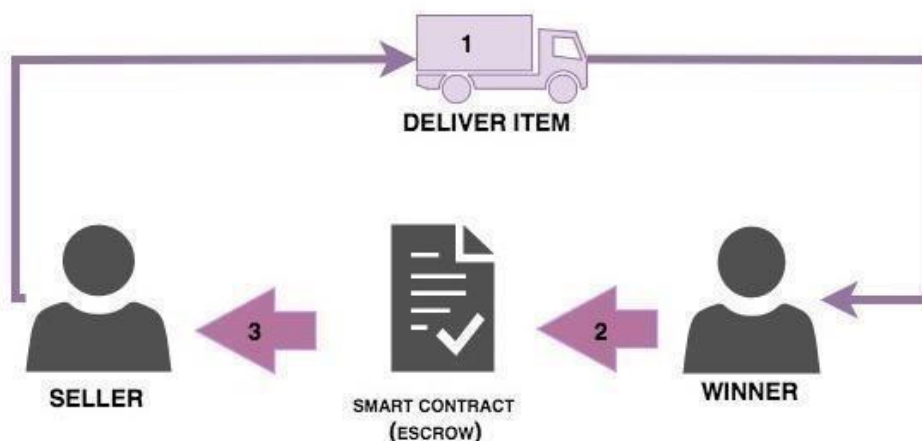 1
DELIVER ITEM
3
2
SELLER
SMART CONTRACT
(ESCROW)
WINNER